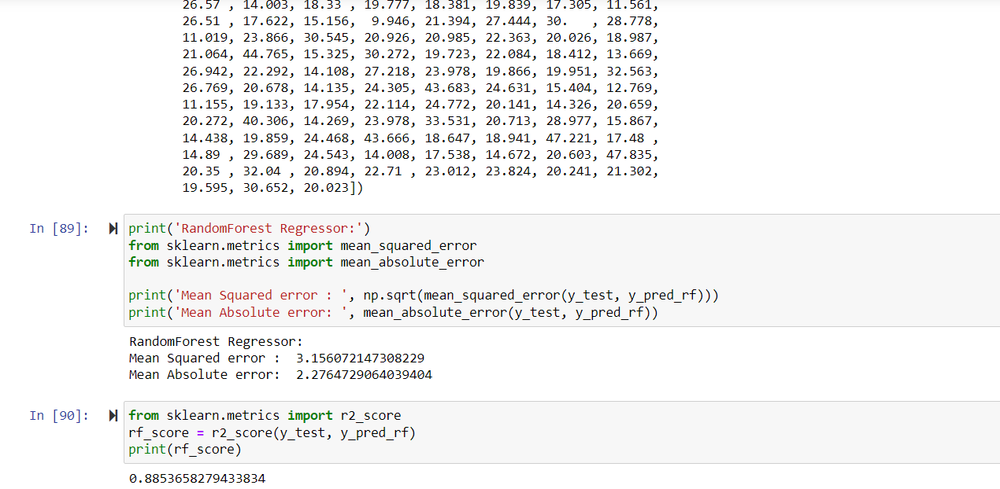 26.57 , 14.003, 18.33 , 19.777, 18.381, 19.839, 17.305, 11.561,
26.51 , 17.622, 15.156,  9.946, 21.394, 27.444, 30.   , 28.778,
11.019, 23.866, 30.545, 20.926, 20.985, 22.363, 20.026, 18.987,
21.064, 44.765, 15.325, 30.272, 19.723, 22.084, 18.412, 13.669,
26.942, 22.292, 14.108, 27.218, 23.978, 19.866, 19.951, 32.563,
26.769, 20.678, 14.135, 24.305, 43.683, 24.631, 15.404, 12.769,
11.155, 19.133, 17.954, 22.114, 24.772, 20.141, 14.326, 20.659,
20.272, 40.306, 14.269, 23.978, 33.531, 20.713, 28.977, 15.867,
14.438, 19.859, 24.468, 43.666, 18.647, 18.941, 47.221, 17.48 ,
14.89 , 29.689, 24.543, 14.008, 17.538, 14.672, 20.603, 47.835,
20.35 , 32.04 , 20.894, 22.71 , 23.012, 23.824, 20.241, 21.302,
19.595, 30.652, 20.023])
In [89]: print('RandomForest Regressor:')
from sklearn.metrics import mean_squared_error
from sklearn.metrics import mean_absolute_error
print('Mean Squared error : ', np.sqrt(mean_squared_error(y_test, y_pred_rf)))
print('Mean Absolute error: ', mean_absolute_error(y_test, y_pred_rf))
RandomForest Regressor:
Mean Squared error :  3.156072147308229
Mean Absolute error:  2.2764729064039404
In [90]: from sklearn.metrics import r2_score
rf_score = r2_score(y_test, y_pred_rf)
print(rf_score)
0.8853658279433834